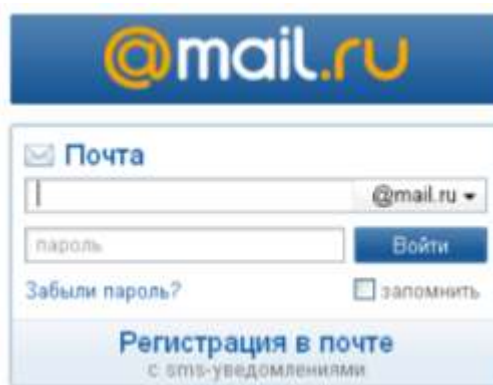 @mail.ru
Почта
@mail.ru
пароль
Войти
Забыли пароль?
запомнить
Регистрация в почте
с sms-уведомлениями